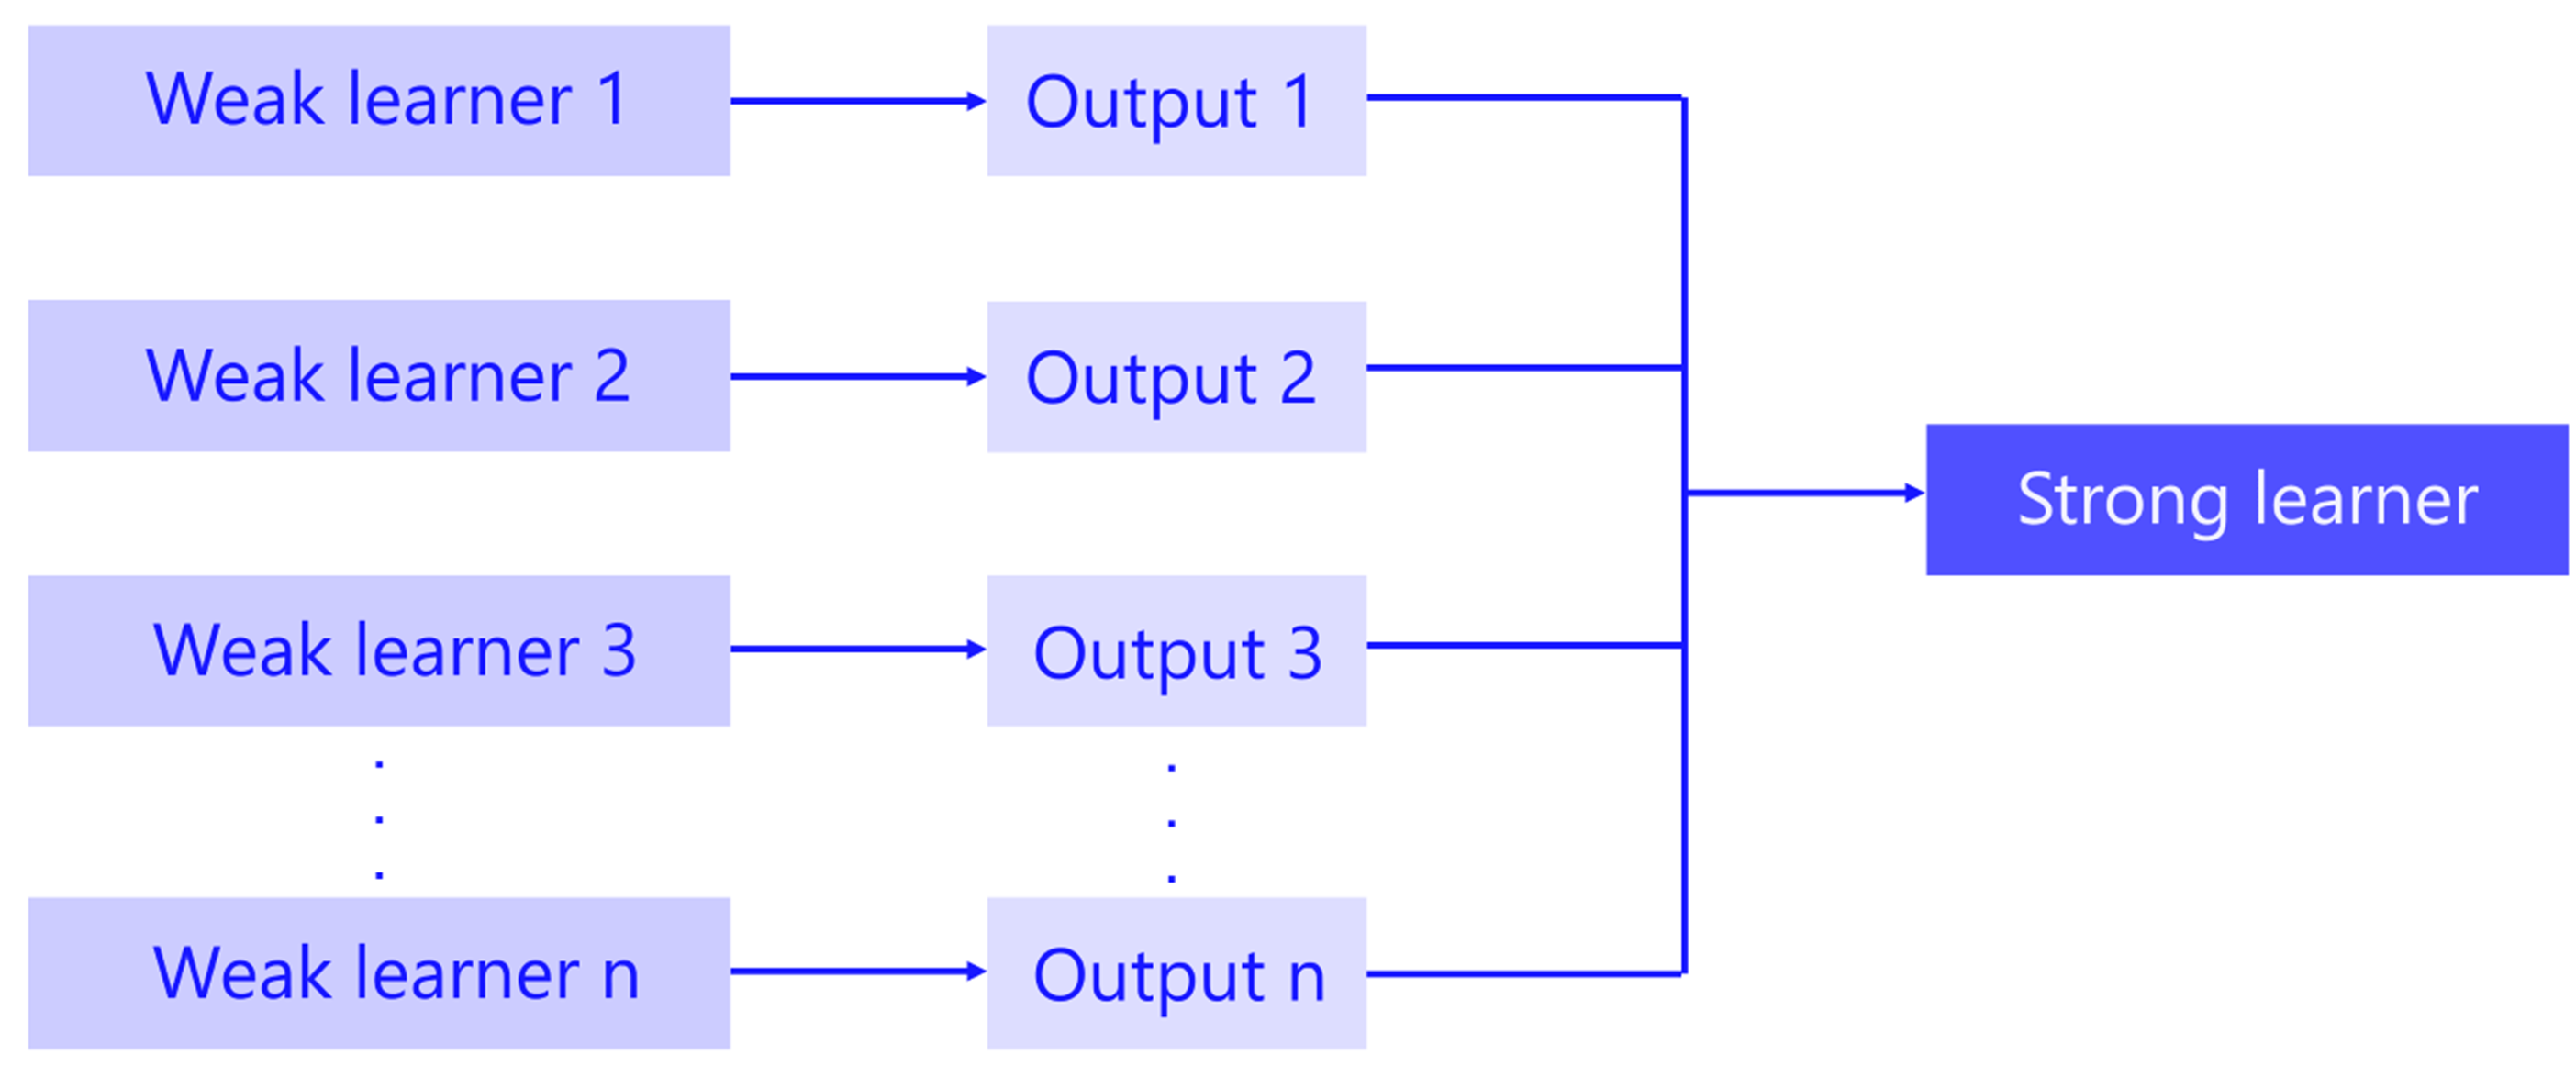 Weak learner 1
Output 1
Weak learner 2
Output 2
Strong learner
Weak learner 3
Output 3
.
.
.
.
.
.
Weak learner n
Output n